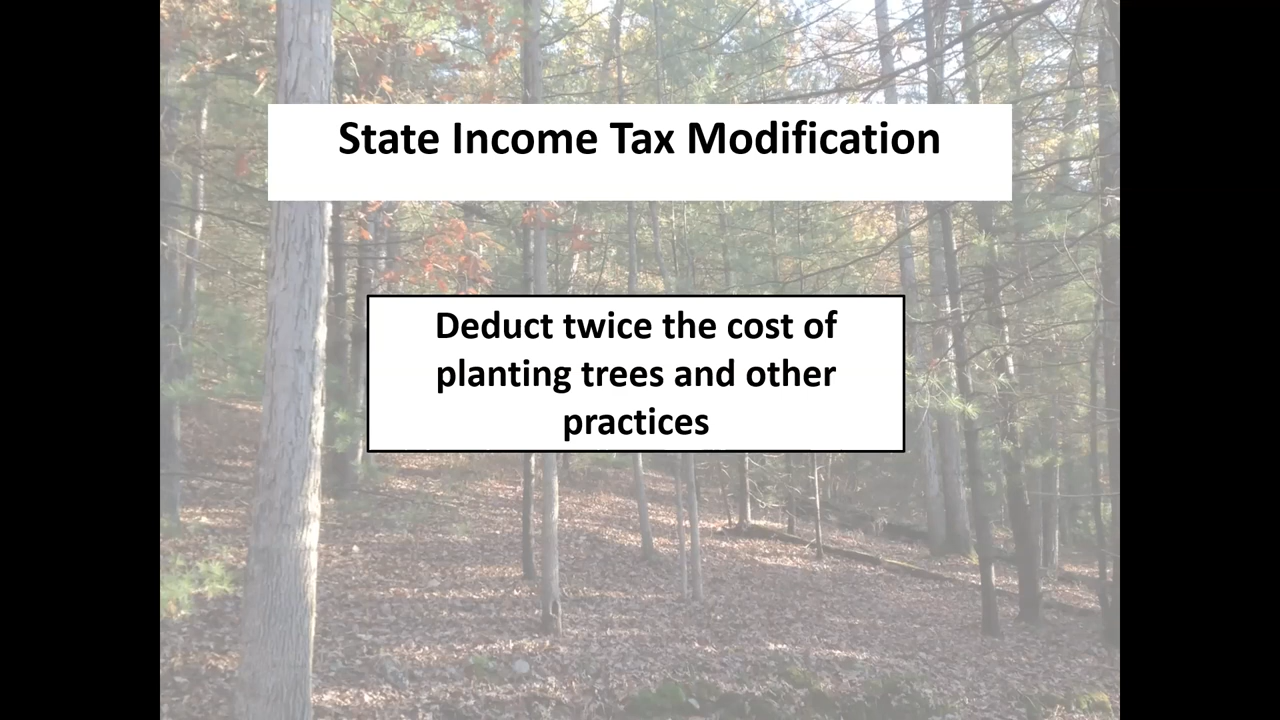 State Income Tax Modification
Deduct twice the cost of
planting trees and other
practices